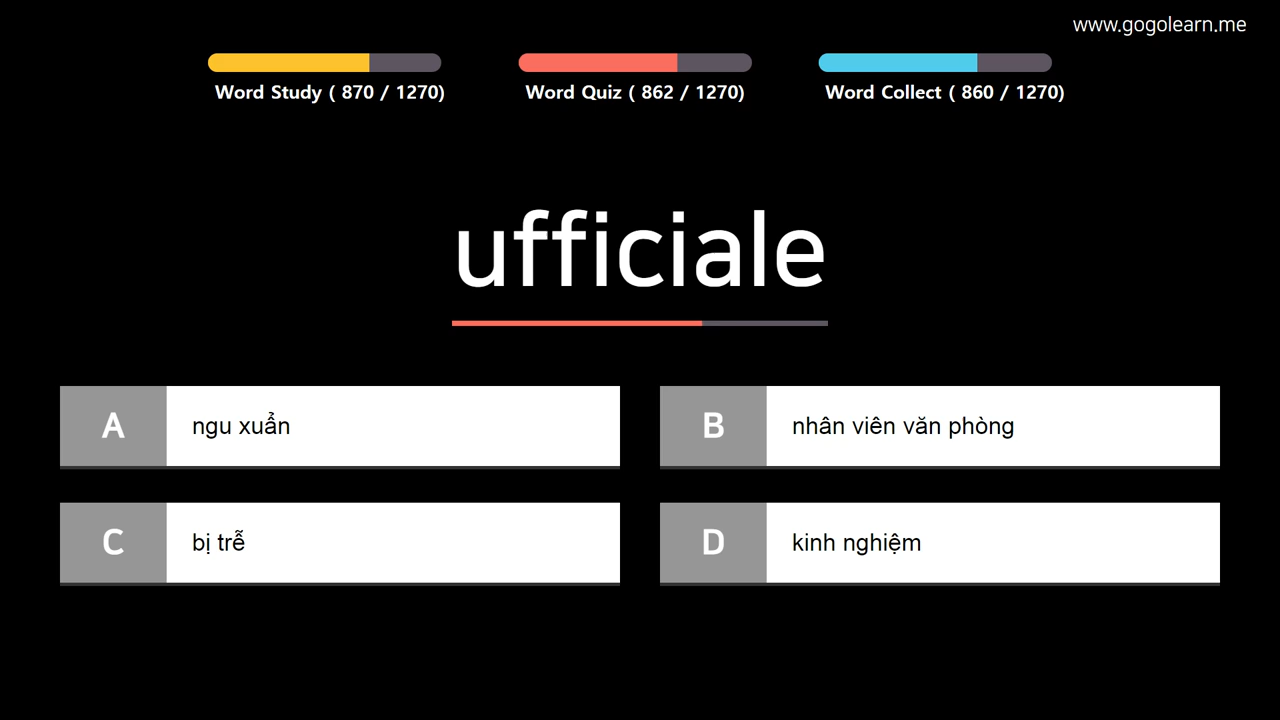 www.gogolearn.me
Word Study ( 870 / 1270)
Word Quiz ( 862 / 1270)
Word Collect ( 860 / 1270)
ufficiale
A ngu xuẩn
B nhân viên văn phòng
C bị trễ
D kinh nghiệm